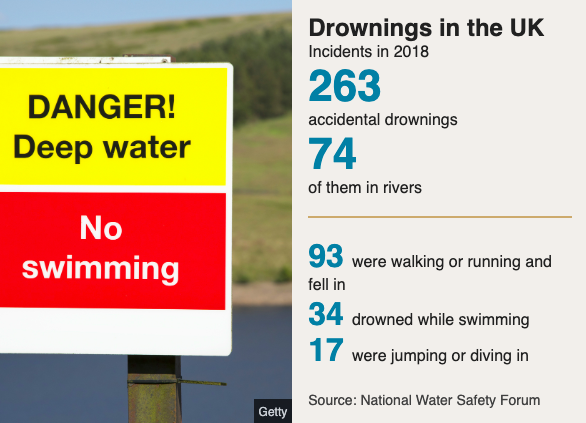 DANGER!
Deep water
No
swimming
Getty
Drownings in the UK
Incidents in 2018
263
accidental drownings
74
of them in rivers
93 were walking or running and
fell in
34 drowned while swimming
17 were jumping or diving in
Source: National Water Safety Forum